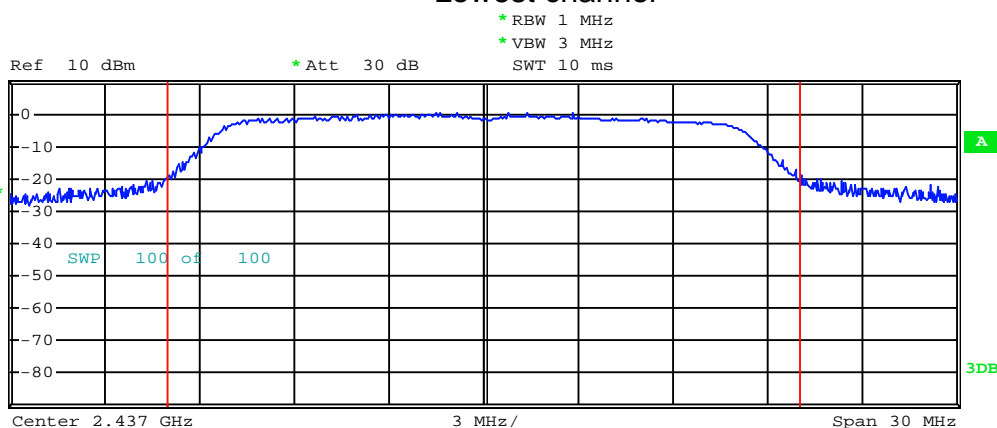 * RBW 1 MHz
* VBW 3 MHz
Ref 10 dBm * Att 30 dB SWT 10 ms
0
-10
A
-20
*
-30
-40
SWP 100 of 100
-50
-60
-70
-80
3DB
Center 2.437 GHz 3 MHz/ Span 30 MHz